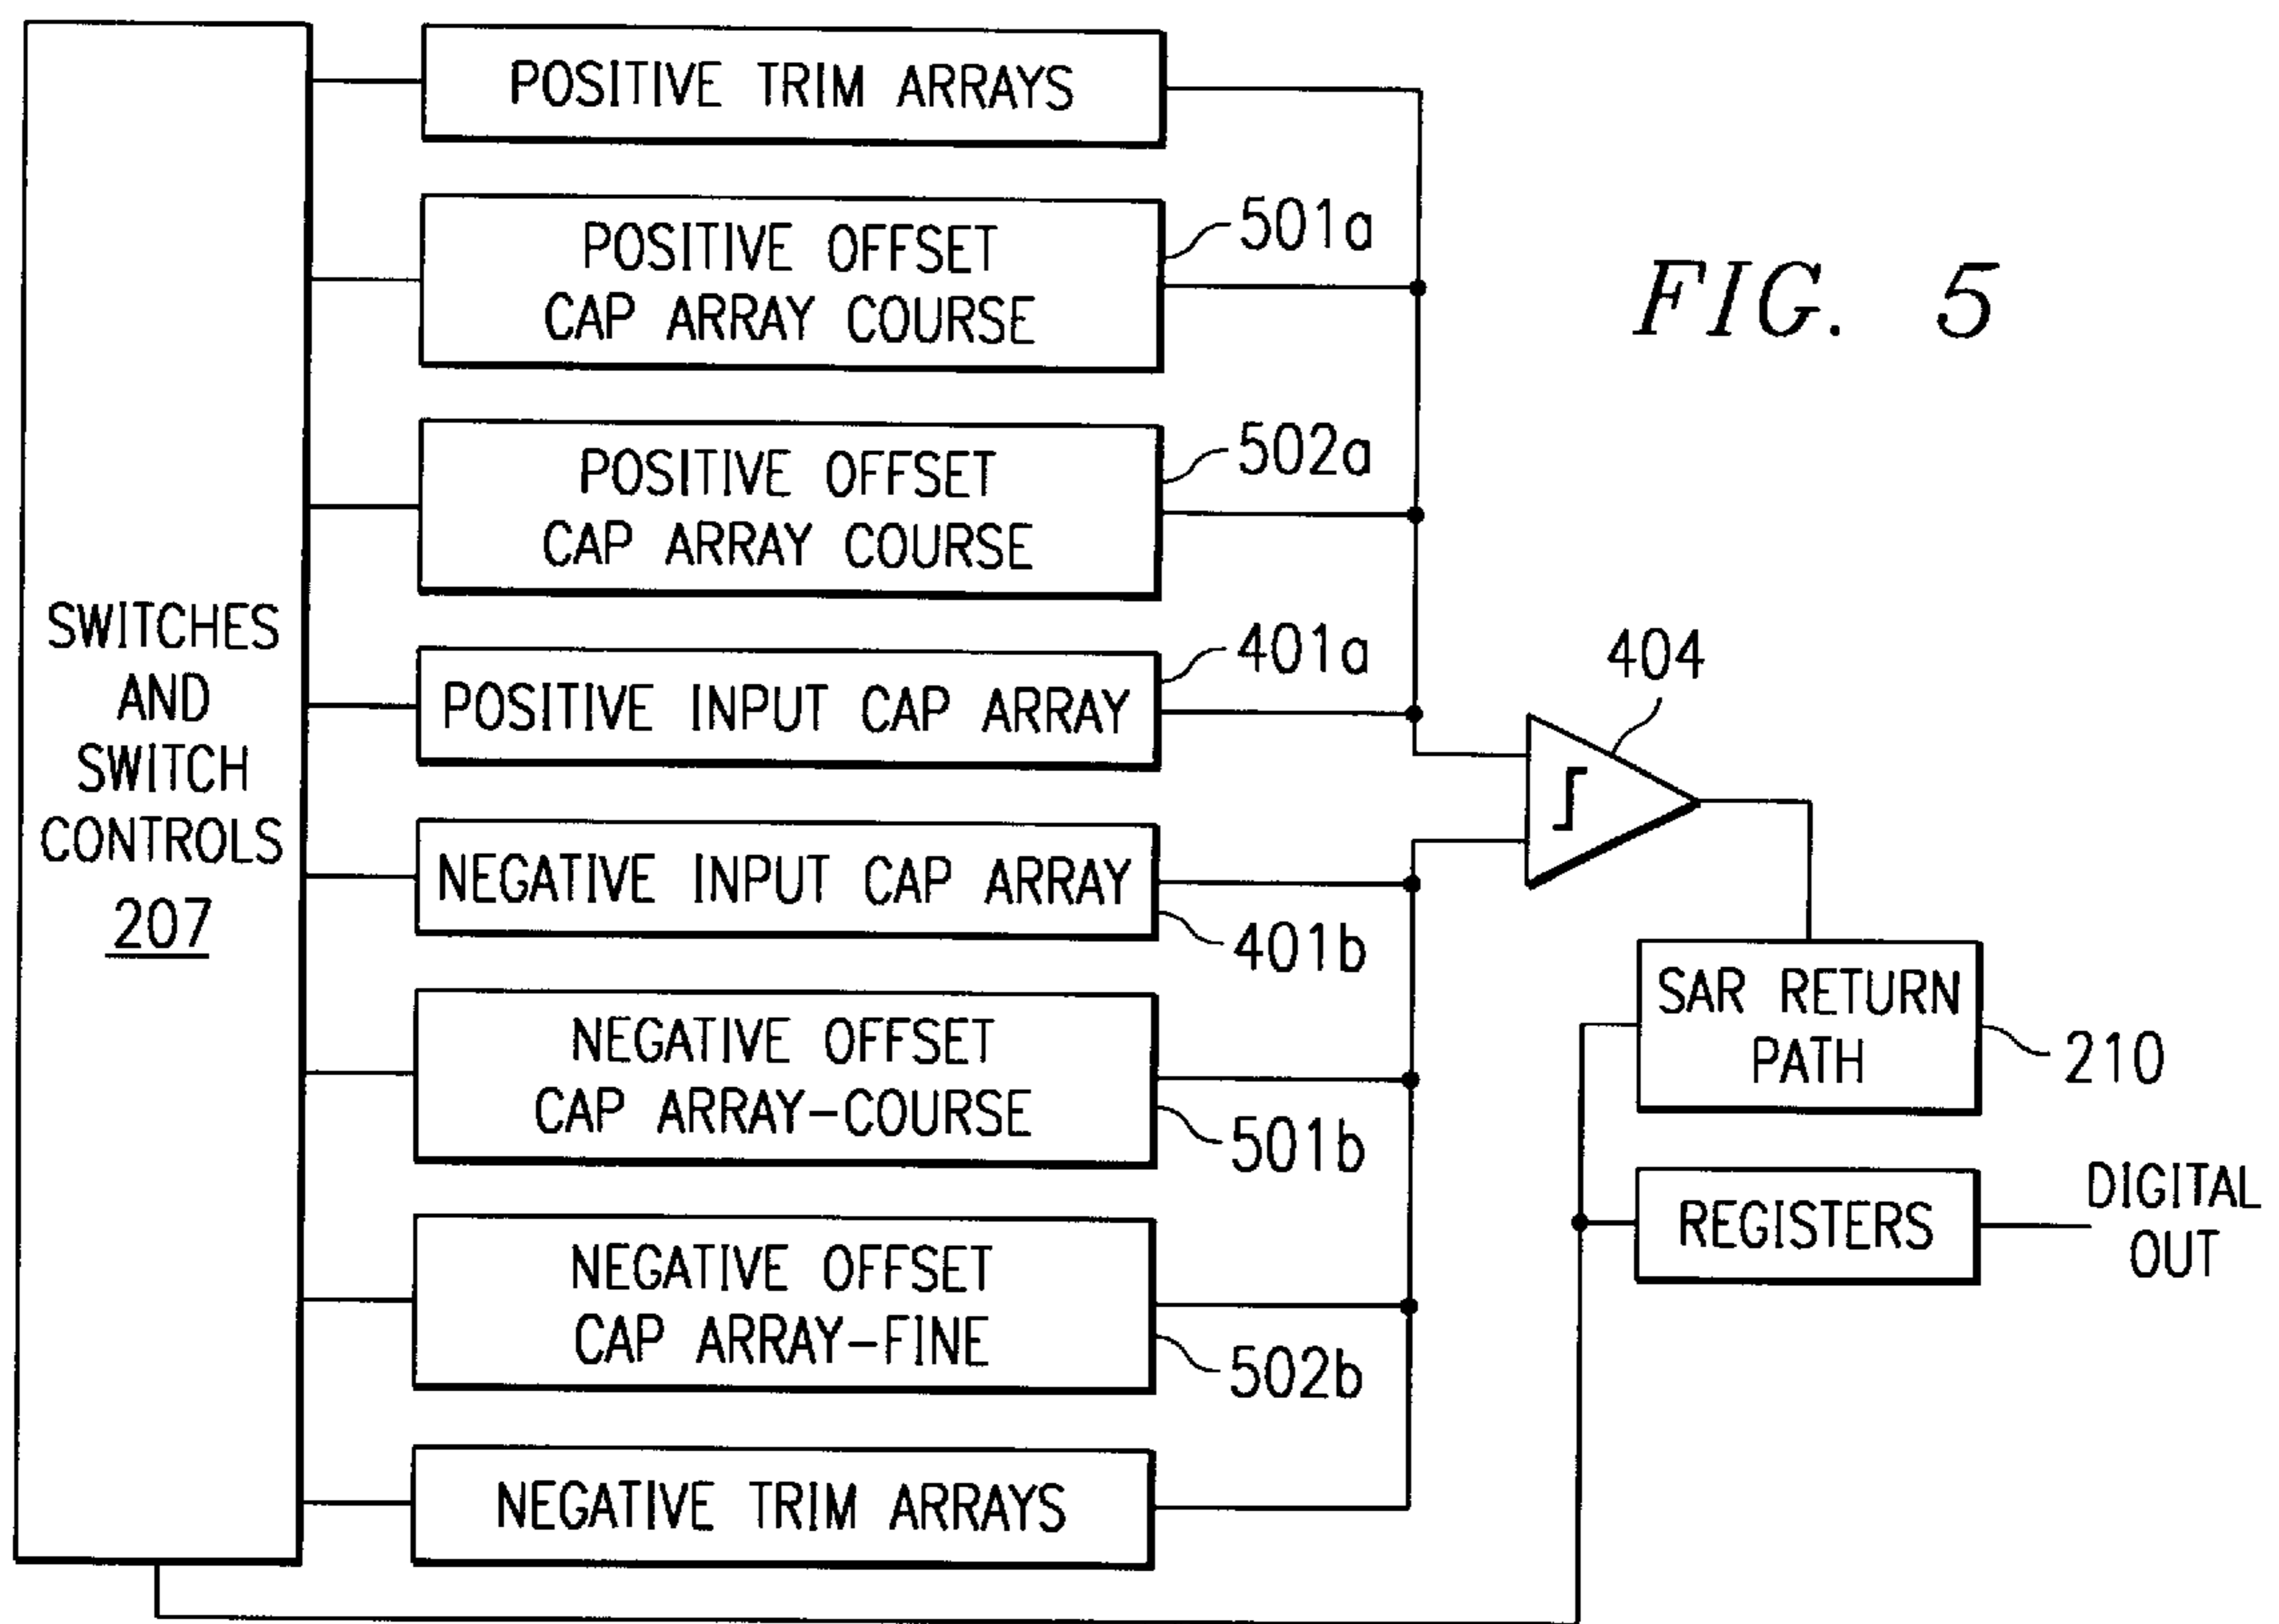 POSITIVE TRIM ARRAYS
POSITIVE OFFSET
CAP ARRAY COURSE
501a
FIG. 5
POSITIVE OFFSET
CAP ARRAY COURSE
502a
SWITCHES
AND
SWITCH
CONTROLS
207
POSITIVE INPUT CAP ARRAY
401a
404
NEGATIVE INPUT CAP ARRAY
401b
NEGATIVE OFFSET
CAP ARRAY-COURSE
501b
SAR RETURN
PATH
210
REGISTERS
DIGITAL
OUT
NEGATIVE OFFSET
CAP ARRAY-FINE
502b
NEGATIVE TRIM ARRAYS